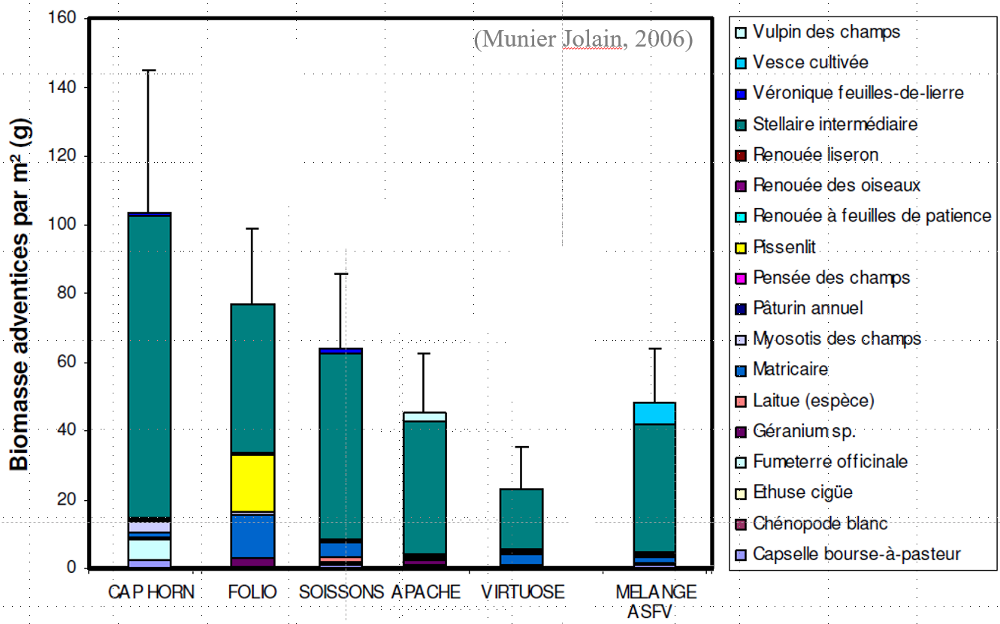 (Munier Jolain, 2006)
Biomasse adventices par m² (g)
160
140
120
100
80
60
40
20
0
CAP HORN FOLIO SOISSONS APACHE VIRTUOSE MELANGE
ASFV
Vulpin des champs
Vesce cultivée
Véronique feuilles-de-lierre
Stellaire intermédiaire
Renouée liseron
Renouée des oiseaux
Renouée à feuilles de patience
Pissenlit
Pensée des champs
Pâturin annuel
Myosotis des champs
Matricaire
Laitue (espèce)
Géranium sp.
Fumeterre officinale
Ethuse cigüe
Chénopode blanc
Capselle bourse-à-pasteur